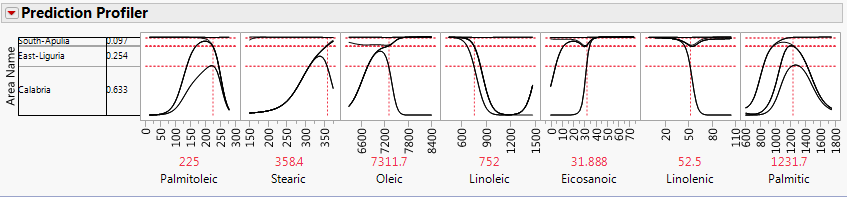 Prediction Profiler
Area Name
South-Apulia 0.097
East-Liguria 0.254
Calabria 0.633
0 50 100 150 200 250 300
150 200 250 300 350 400
6600 7200 7800 8400
600 900 1200 1500
0 10 20 30 40 50 60 70
20 50 80 110
600 800 1000 1200 1400 1600 1800
225 358.4 7311.7 752 31.888 52.5 1231.7
Palmitoleic Stearic Oleic Linoleic Eicosanoic Linolenic Palmitic